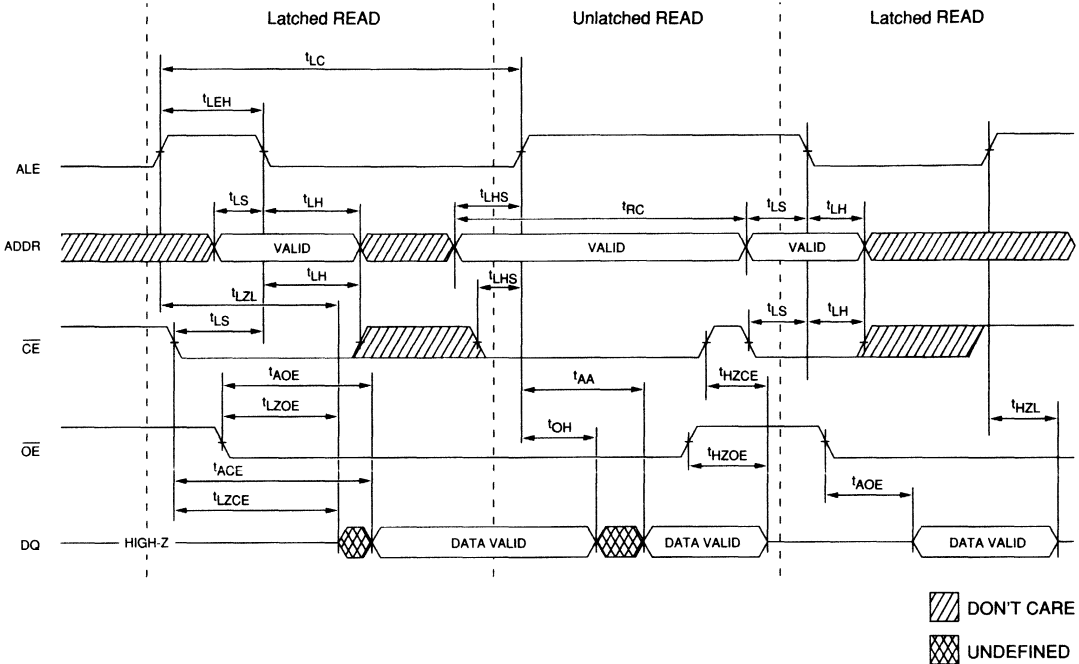 Latched READ Unlatched READ Latched READ
tLC
tLEH
ALE
tLS tLH tLHS tRC tLS tLH
ADDR VALID VALID VALID
tLH tLHS
tLZL
tLS tLS tLH
CE
tAOE tAA tHZCE
tLZOE tHZL
tOH
OE
tHZOE
tACE
tLZCE tAOE
DQ HIGH-Z DATA VALID DATA VALID DATA VALID
DON'T CARE
UNDEFINED